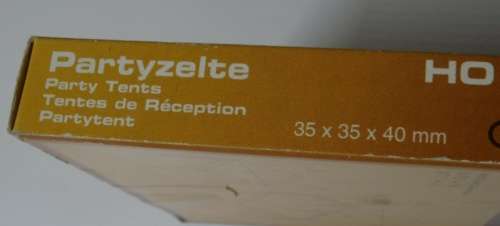 Partyzelte HO
Party Tents
Tentes de Réception
Partytent
35 x 35 x 40 mm